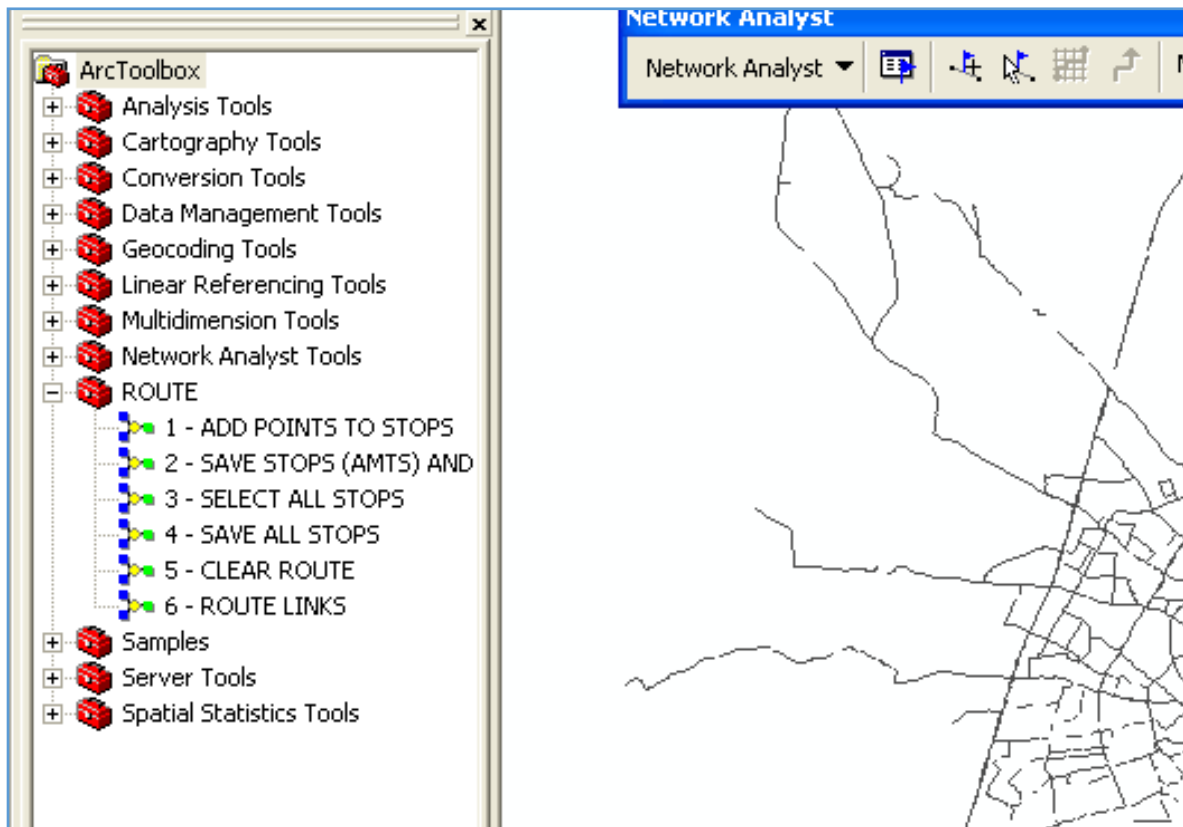 ArcToolbox
Analysis Tools
Cartography Tools
Conversion Tools
Data Management Tools
Geocoding Tools
Linear Referencing Tools
Multidimension Tools
Network Analyst Tools
ROUTE
1 - ADD POINTS TO STOPS
2 - SAVE STOPS (AMTS) AND
3 - SELECT ALL STOPS
4 - SAVE ALL STOPS
5 - CLEAR ROUTE
6 - ROUTE LINKS
Samples
Server Tools
Spatial Statistics Tools
Network Analyst
Network Analyst